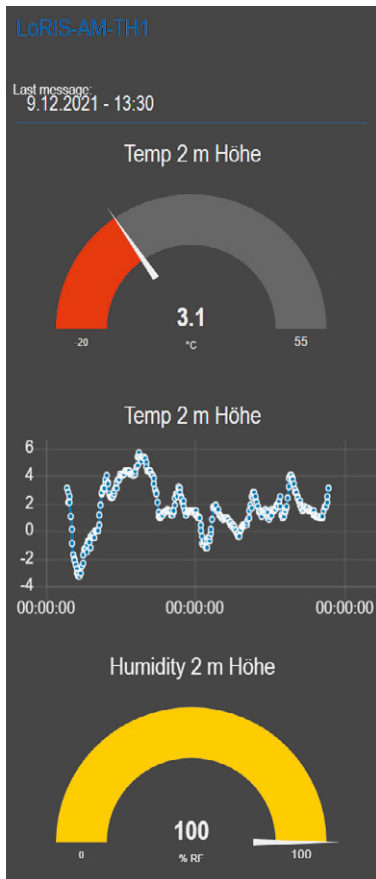 LoRIS-AM-TH1
Last message:
9.12.2021 - 13:30
Temp 2 m Höhe
3.1
-20 °C 55
Temp 2 m Höhe
6
4
2
0
-2
-4
00:00:00 00:00:00 00:00:00
Humidity 2 m Höhe
100
0 % RF 100